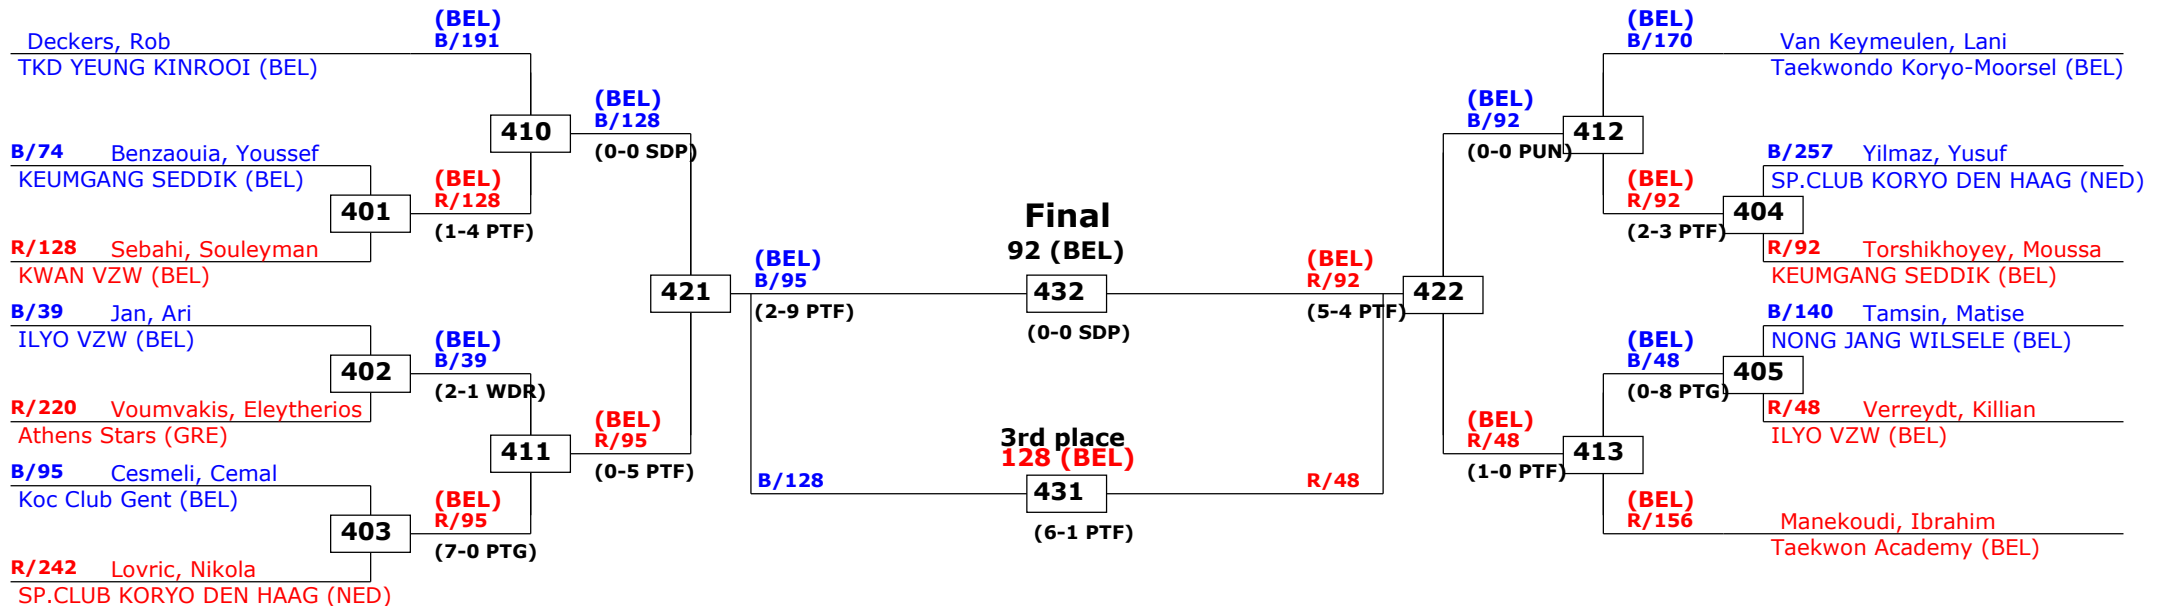 (BEL)
Deckers, Rob B/191
TKD YEUNG KINROOI (BEL)
410
(BEL)
B/128
(0-0 SDP)
B/74 Benzaouia, Youssef
KEUMGANG SEDDIK (BEL)
401
(BEL)
R/128
(1-4 PTF)
R/128 Sebahi, Souleyman
KWAN VZW (BEL)
421
(BEL)
B/95
(2-9 PTF)
B/39 Jan, Ari
ILYO VZW (BEL)
402
(BEL)
B/39
(2-1 WDR)
R/220 Voumvakis, Eleytherios
Athens Stars (GRE)
411
(BEL)
R/95
(0-5 PTF)
B/95 Cesmeli, Cemal
Koc Club Gent (BEL)
403
(BEL)
R/95
(7-0 PTG)
R/242 Lovric, Nikola
SP.CLUB KORYO DEN HAAG (NED)
Final
92 (BEL)
432
(0-0 SDP)
3rd place
128 (BEL)
B/128
431
R/48
(6-1 PTF)
(BEL)
R/92
(5-4 PTF)
422
(BEL)
B/92
(0-0 PUN)
412
(BEL)
B/170 Van Keymeulen, Lani
Taekwondo Koryo-Moorsel (BEL)
(BEL)
R/92
(2-3 PTF)
404
B/257 Yilmaz, Yusuf
SP.CLUB KORYO DEN HAAG (NED)
R/92 Torshikhoyey, Moussa
KEUMGANG SEDDIK (BEL)
(BEL)
B/48
(0-8 PTG)
405
B/140 Tamsin, Matise
NONG JANG WILSELE (BEL)
R/48 Verreydt, Killian
ILYO VZW (BEL)
(BEL)
R/48
(1-0 PTF)
413
(BEL)
R/156 Manekoudi, Ibrahim
Taekwon Academy (BEL)